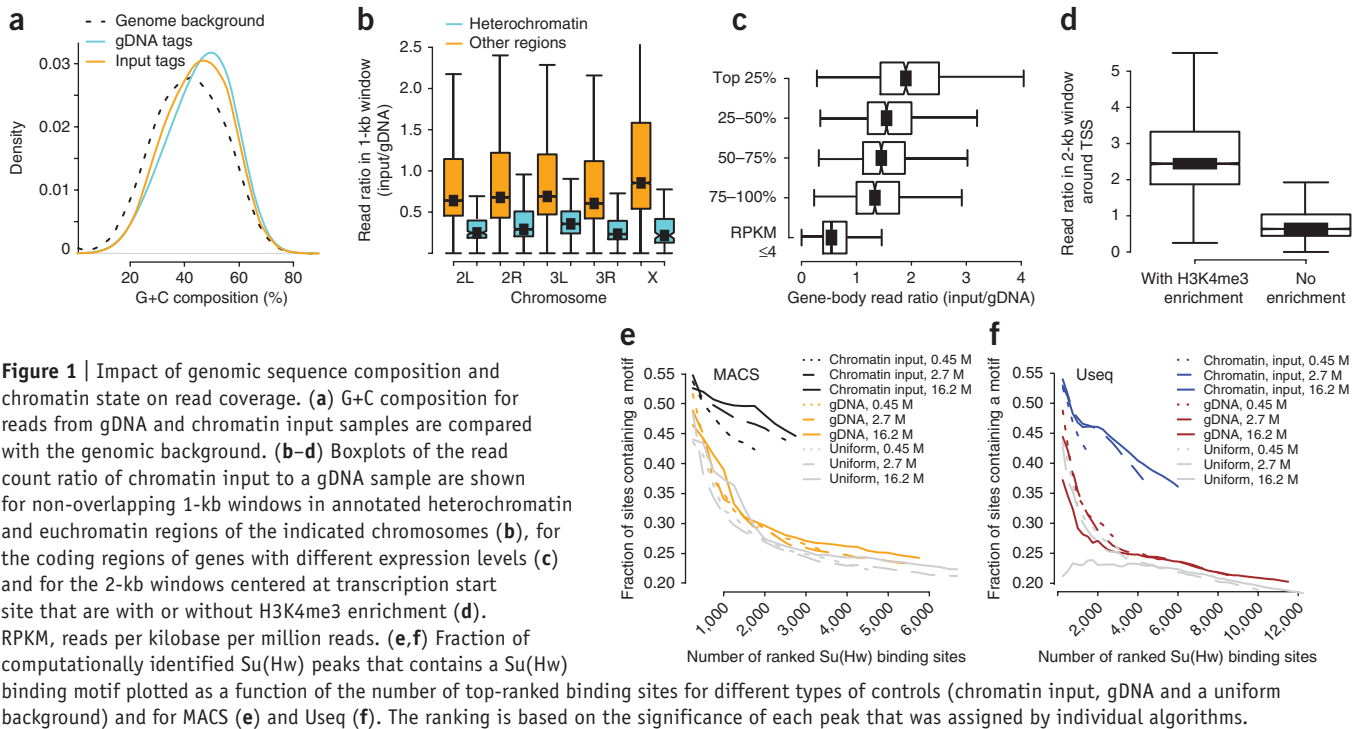 a
Genome background
gDNA tags
Input tags
0.03
0.02
0.01
0
Density
20
40
60
80
G+C composition (%)
b
Heterochromatin
Other regions
2.5
2.0
1.5
1.0
0.5
Read ratio in 1-kb window
(input/gDNA)
2L
2R
3L
3R
X
Chromosome
c
Top 25%
25–50%
50–75%
75–100%
RPKM
≤4
0
1
2
3
4
Gene-body read ratio (input/gDNA)
d
5
4
3
2
1
0
Read ratio in 2-kb window
around TSS
With H3K4me3
enrichment
No
enrichment
Figure 1 | Impact of genomic sequence composition and
chromatin state on read coverage. (a) G+C composition for
reads from gDNA and chromatin input samples are compared
with the genomic background. (b–d) Boxplots of the read
count ratio of chromatin input to a gDNA sample are shown
for non-overlapping 1-kb windows in annotated heterochromatin
and euchromatin regions of the indicated chromosomes (b), for
the coding regions of genes with different expression levels (c)
and for the 2-kb windows centered at transcription start
site that are with or without H3K4me3 enrichment (d).
RPKM, reads per kilobase per million reads. (e,f) Fraction of
computationally identified Su(Hw) peaks that contains a Su(Hw)
binding motif plotted as a function of the number of top-ranked binding sites for different types of controls (chromatin input, gDNA and a uniform
background) and for MACS (e) and Useq (f). The ranking is based on the significance of each peak that was assigned by individual algorithms.
e
MACS
Chromatin input, 0.45 M
Chromatin, input, 2.7 M
Chromatin, input, 16.2 M
gDNA, 0.45 M
gDNA, 2.7 M
gDNA, 16.2 M
Uniform, 0.45 M
Uniform, 2.7 M
Uniform, 16.2 M
0.55
0.50
0.45
0.40
0.35
0.30
0.25
0.20
Fraction of sites containing a motif
1,000
2,000
3,000
4,000
5,000
6,000
Number of ranked Su(Hw) binding sites
f
Useq
Chromatin, input, 0.45 M
Chromatin, input, 2.7 M
Chromatin, input, 16.2 M
gDNA, 0.45 M
gDNA, 2.7 M
gDNA, 16.2 M
Uniform, 0.45 M
Uniform, 2.7 M
Uniform, 16.2 M
0.55
0.50
0.45
0.40
0.35
0.30
0.25
0.20
Fraction of sites containing a motif
2,000
4,000
6,000
8,000
10,000
12,000
Number of ranked Su(Hw) binding sites